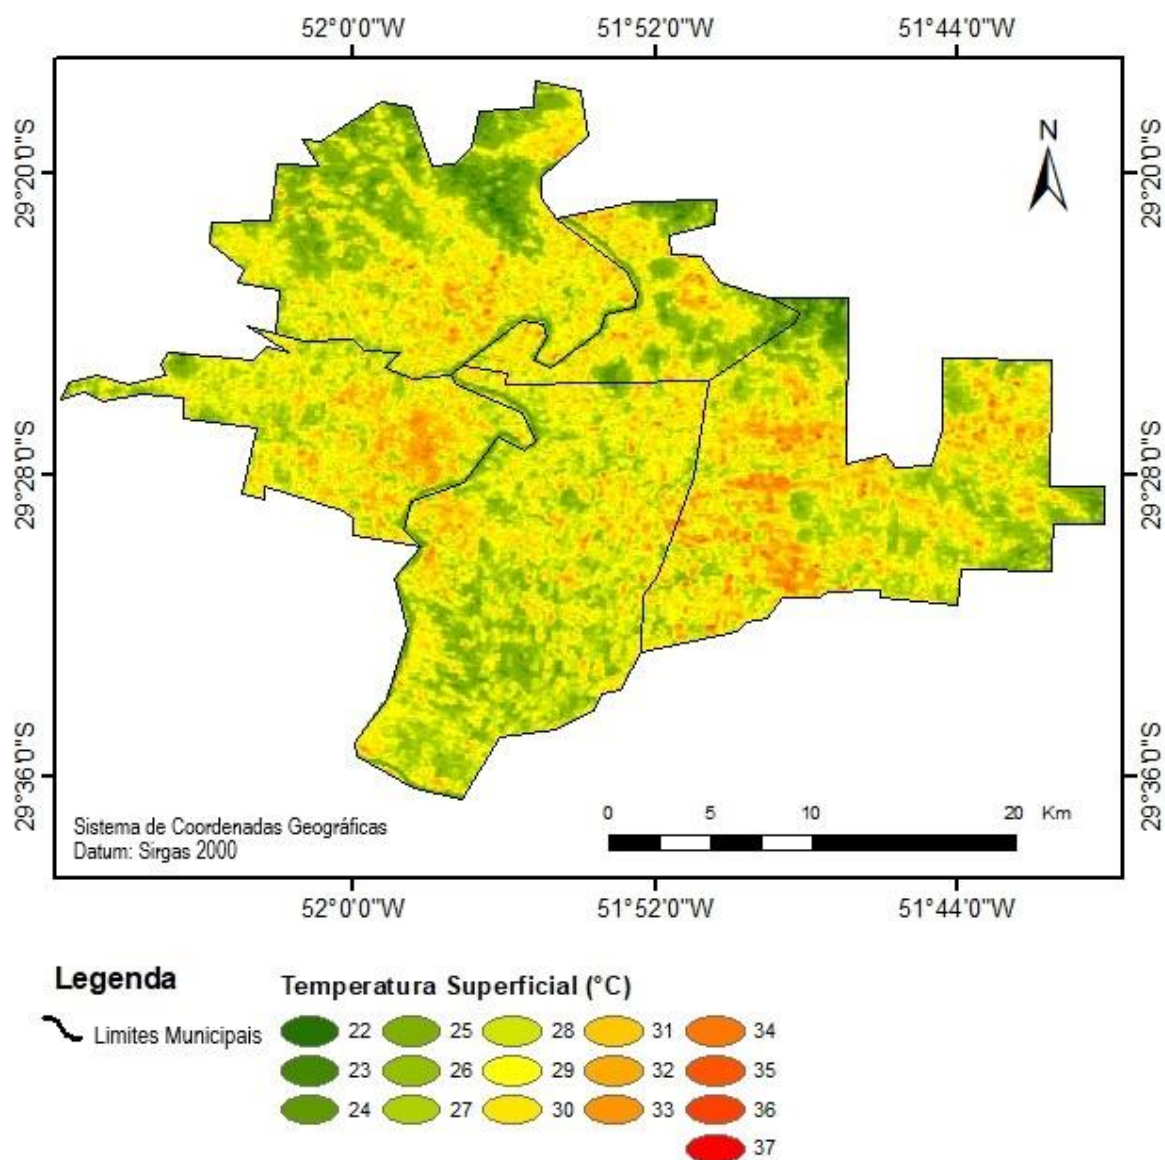 52°0'0"W 51°52'0"W 51°44'0"W
N
29°20'0"S 29°20'0"S
29°28'0"S 29°28'0"S
29°36'0"S 29°36'0"S
0 5 10 20 Km
Sistema de Coordenadas Geográficas
Datum: Sirgas 2000
52°0'0"W 51°52'0"W 51°44'0"W
Legenda
Limites Municipais
Temperatura Superficial (°C)
22 25 28 31 34
23 26 29 32 35
24 27 30 33 36
37